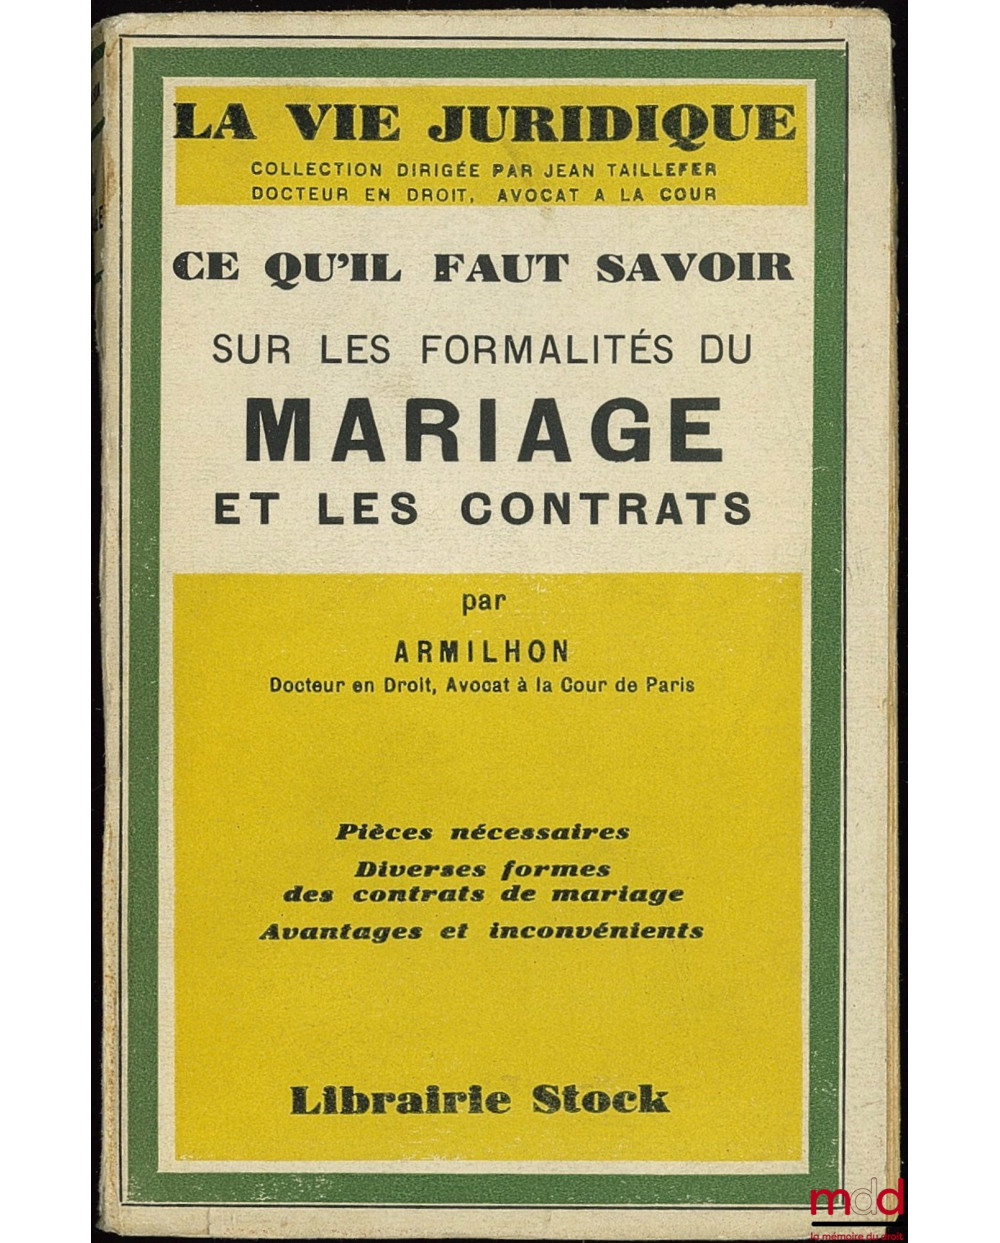 LA VIE JURIDIQUE
COLLECTION DIRIGÉE PAR JEAN TAILLEFER
DOCTEUR EN DROIT, AVOCAT A LA COUR
CE QU'IL FAUT SAVOIR
SUR LES FORMALITÉS DU
MARIAGE
ET LES CONTRATS
par
ARMILHON
Docteur en Droit, Avocat à la Cour de Paris
Pièces nécessaires
Diverses formes
des contrats de mariage
Avantages et inconvénients
Librairie Stock
mdd
la mémoire du droit